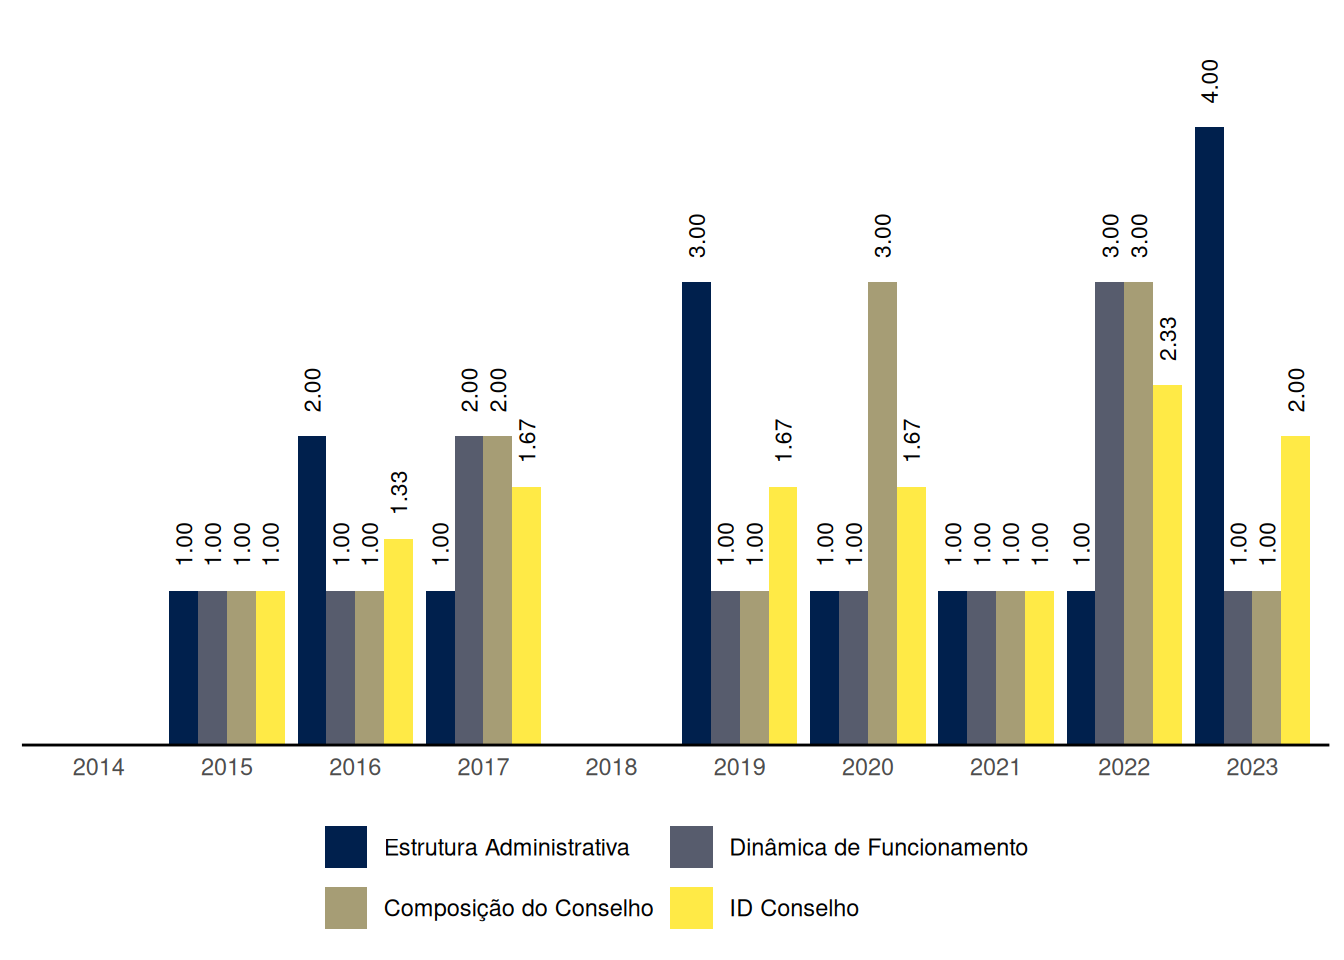 4.00
3.00 3.00 3.00 3.00
2.33
2.00 2.00 2.00 2.00
1.67 1.67 1.67
1.33
1.00 1.00 1.00 1.00 1.00 1.00 1.00 1.00 1.00 1.00 1.00 1.00 1.00 1.00 1.00 1.00 1.00 1.00
2014 2015 2016 2017 2018 2019 2020 2021 2022 2023
Estrutura Administrativa Dinâmica de Funcionamento
Composição do Conselho ID Conselho